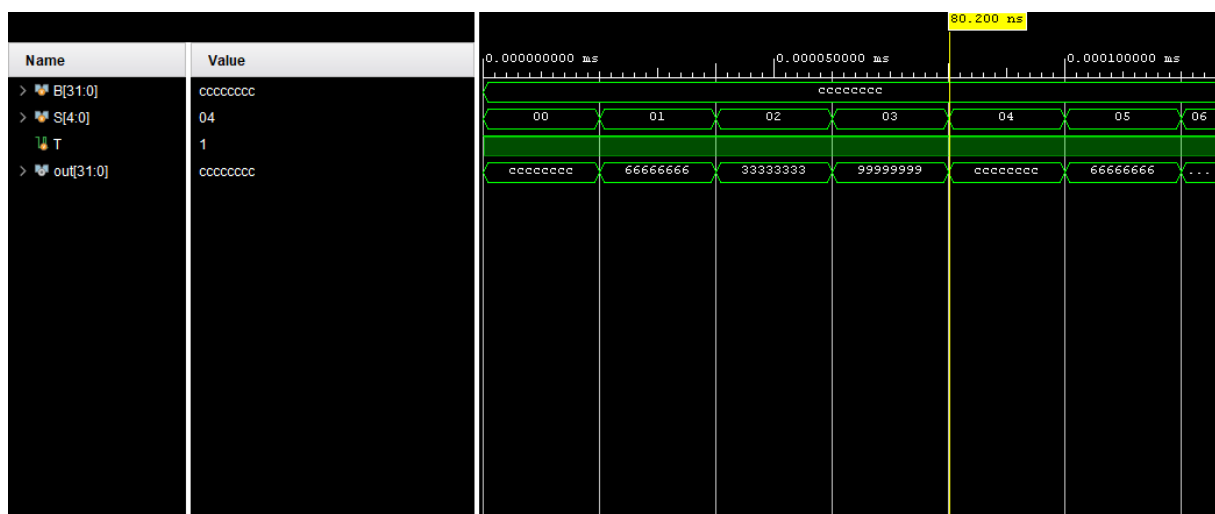 80.200 ns
Name Value
0.000000000 ms 0.000050000 ms 0.000100000 ms
> B[31:0] cccccccc cccccccc
> S[4:0] 04 00 01 02 03 04 05 06
T 1
> out[31:0] cccccccc cccccccc 66666666 33333333 99999999 cccccccc 66666666 ...